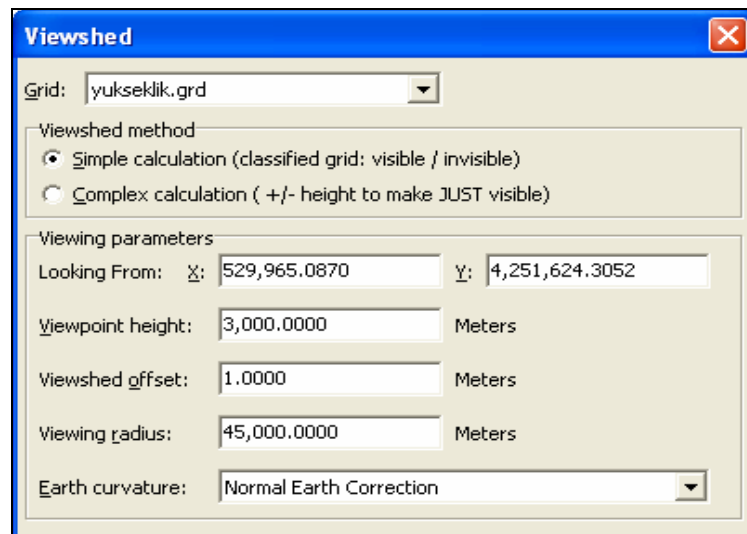 Viewshed
Grid: yukseklik.grd
Viewshed method
Simple calculation (classified grid: visible / invisible)
Complex calculation ( +/- height to make JUST visible)
Viewing parameters
Looking From: X: 529,965.0870 Y: 4,251,624.3052
Viewpoint height: 3,000.0000 Meters
Viewshed offset: 1.0000 Meters
Viewing radius: 45,000.0000 Meters
Earth curvature: Normal Earth Correction